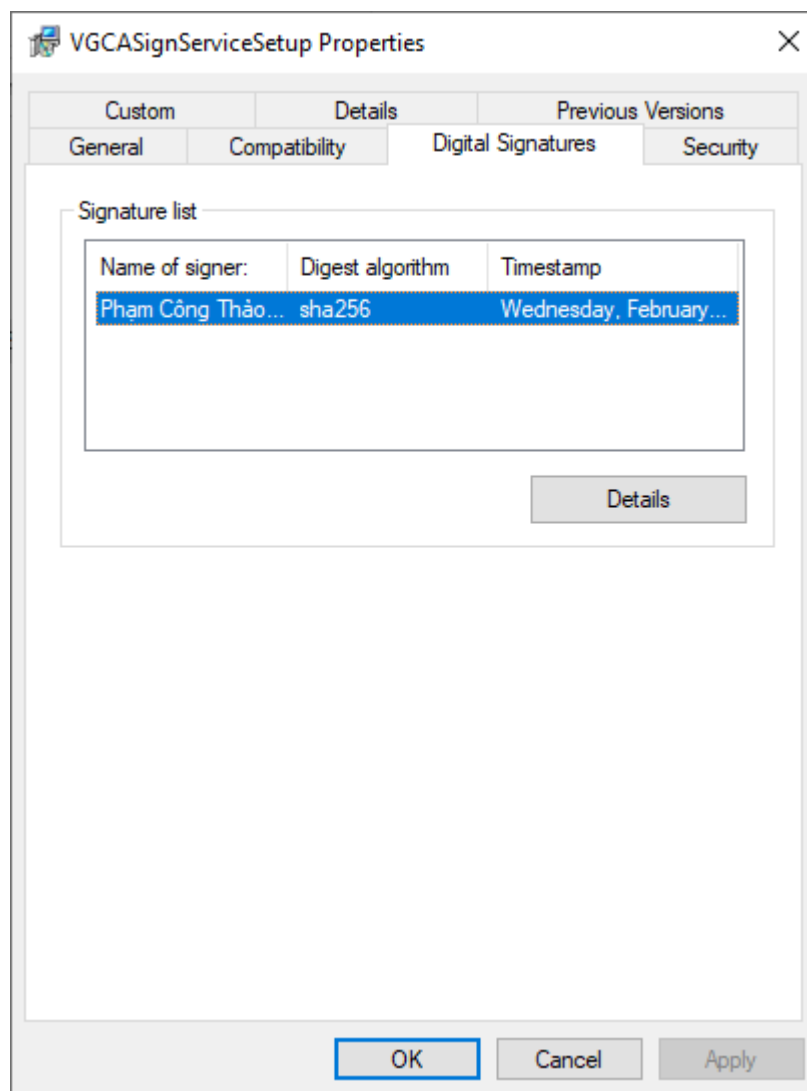 VGCASignServiceSetup Properties
Custom Details Previous Versions
General Compatibility Digital Signatures Security
Signature list
Name of signer: Digest algorithm Timestamp
Phạm Công Thảo... sha256 Wednesday, February...
Details
OK Cancel Apply